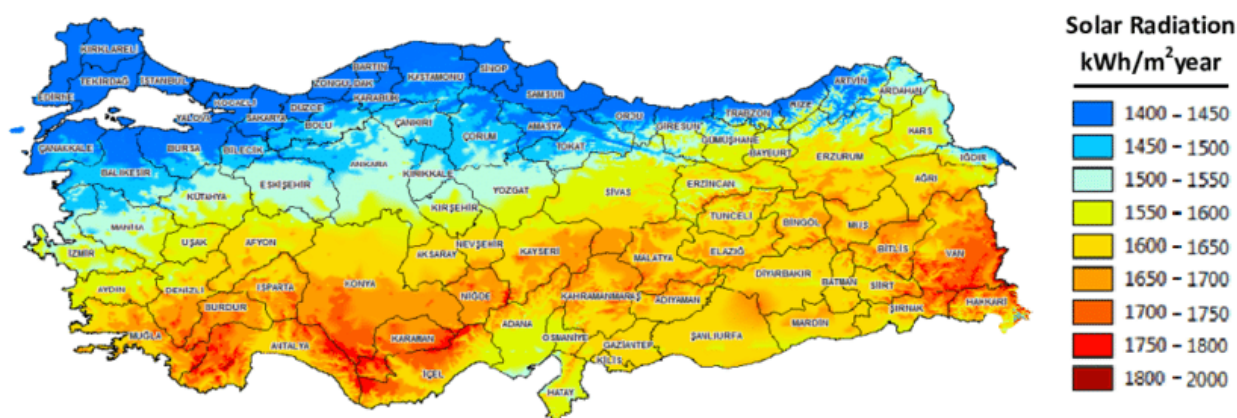 Solar Radiation
kWh/m²year
1400 – 1450
1450 – 1500
1500 – 1550
1550 – 1600
1600 – 1650
1650 – 1700
1700 – 1750
1750 – 1800
1800 – 2000
KIRKLARELİ
TEKİRDAĞ
İSTANBUL
EDİRNE
KOCAELİ
YALOVA
SAKARYA
DÜZCE
ZONGULDAK
BARTIN
KARABÜK
KASTAMONU
SİNOP
SAMSUN
ORDU
GİRESUN
TRABZON
RİZE
ARTVİN
ARDAHAN
ÇANAKKALE
BURSA
BİLECİK
BOLU
ÇANKIRI
ÇORUM
AMASYA
TOKAT
GÜMÜŞHANE
BAYBURT
ERZURUM
KARS
IĞDIR
BALIKESİR
KÜTAHYA
ESKİŞEHİR
ANKARA
KIRIKKALE
YOZGAT
SİVAS
ERZİNCAN
AĞRI
MANİSA
UŞAK
AFYON
KIRŞEHİR
NEVŞEHİR
TUNCELİ
BİNGÖL
MUŞ
İZMİR
AKSARAY
KAYSERİ
MALATYA
ELAZIĞ
BİTLİS
VAN
AYDIN
DENİZLİ
ISPARTA
KONYA
NİĞDE
KAHRAMANMARAŞ
ADIYAMAN
DİYARBAKIR
BATMAN
SİİRT
BURDUR
ŞIRNAK
HAKKARİ
MUĞLA
ANTALYA
KARAMAN
ADANA
OSMANİYE
GAZİANTEP
ŞANLIURFA
MARDİN
İÇEL
KİLİS
HATAY